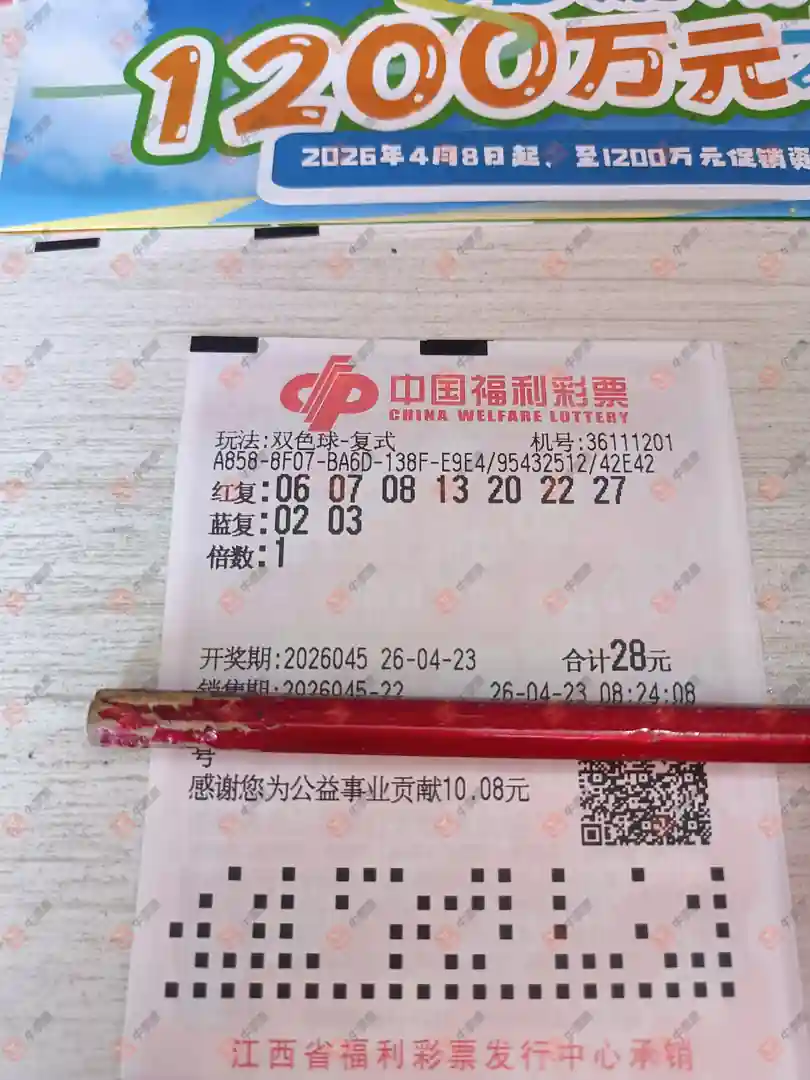 1200万元
2026年4月8日起，至1200万元促销
中国福利彩票
CHINA WELFARE LOTTERY
玩法:双色球-复式 机号:36111201
A858-8F07-BA6D-138F-E9E4/95432512/42E42
红复:06 07 08 13 20 22 27
蓝复:02 03
倍数:1
开奖期:2026045 26-04-23 合计28元
销售期:2026045-22 26-04-23 08:24:08
号
感谢您为公益事业贡献10.08元
江西省福利彩票发行中心承销